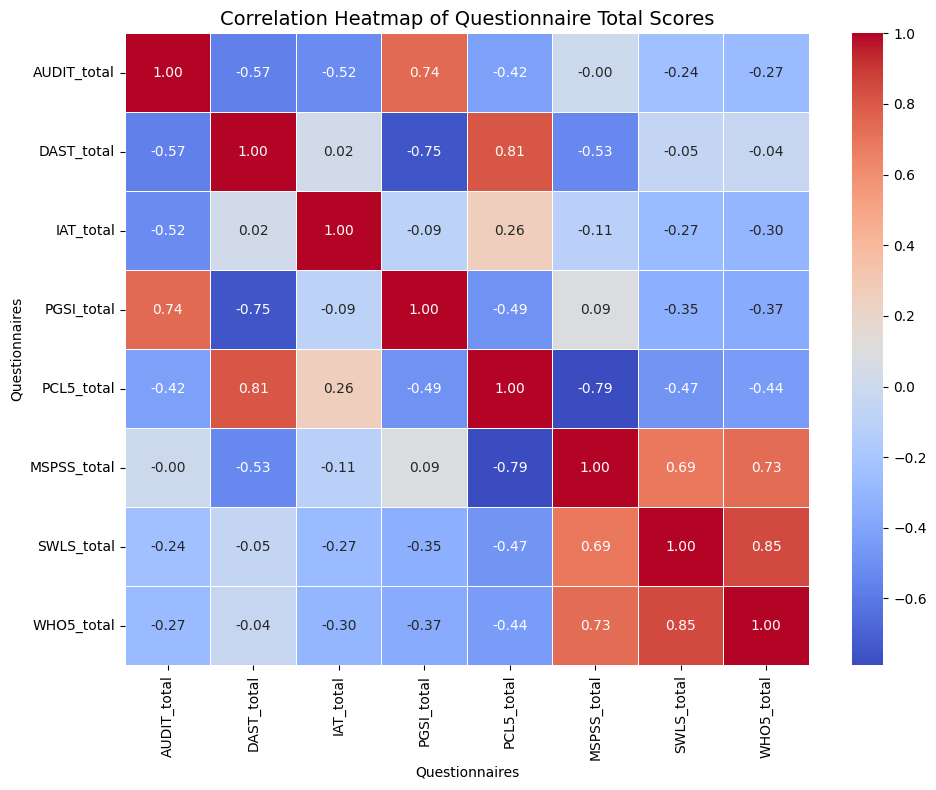 Correlation Heatmap of Questionnaire Total Scores
Questionnaires
AUDIT_total 1.00 -0.57 -0.52 0.74 -0.42 -0.00 -0.24 -0.27
DAST_total -0.57 1.00 0.02 -0.75 0.81 -0.53 -0.05 -0.04
IAT_total -0.52 0.02 1.00 -0.09 0.26 -0.11 -0.27 -0.30
PGSI_total 0.74 -0.75 -0.09 1.00 -0.49 0.09 -0.35 -0.37
PCL5_total -0.42 0.81 0.26 -0.49 1.00 -0.79 -0.47 -0.44
MSPSS_total -0.00 -0.53 -0.11 0.09 -0.79 1.00 0.69 0.73
SWLS_total -0.24 -0.05 -0.27 -0.35 -0.47 0.69 1.00 0.85
WHO5_total -0.27 -0.04 -0.30 -0.37 -0.44 0.73 0.85 1.00
AUDIT_total DAST_total IAT_total PGSI_total PCL5_total MSPSS_total SWLS_total WHO5_total
Questionnaires
1.0
0.8
0.6
0.4
0.2
0.0
−0.2
−0.4
−0.6